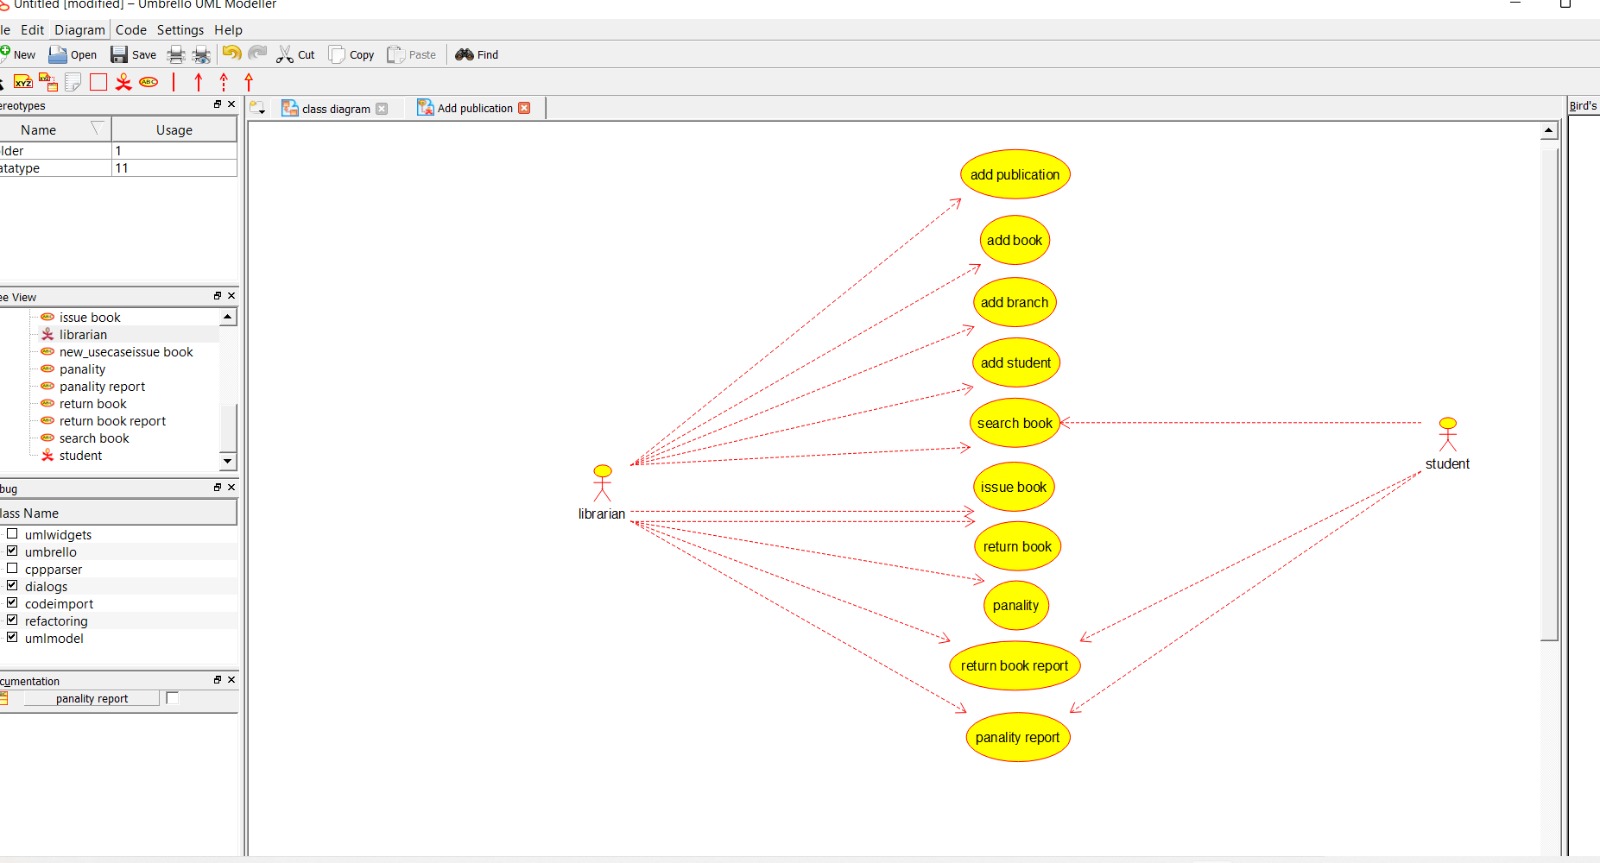 Untitled [modified] – Umbrello UML Modeller
le Edit Diagram Code Settings Help
New Open Save Cut Copy Paste Find
XYZ ABC
ereotypes
Name Usage
lder 1
atatype 11
ee View
issue book
librarian
new_usecaseissue book
panality
panality report
return book
return book report
search book
student
bug
lass Name
umlwidgets
umbrello
cppparser
dialogs
codeimport
refactoring
umlmodel
cumentation
panality report
class diagram
Add publication
Bird's
add publication
add book
add branch
add student
search book
student
issue book
librarian
return book
panality
return book report
panality report